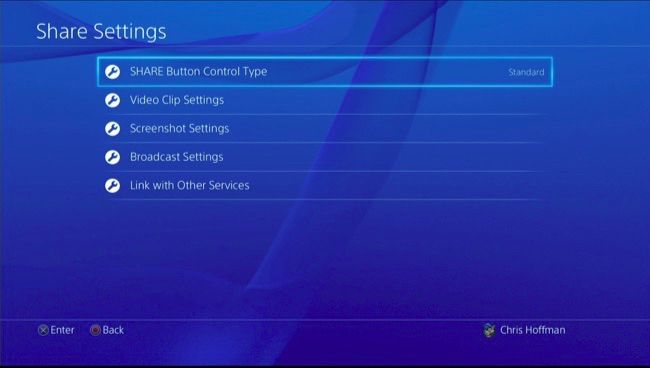 Share Settings
SHARE Button Control Type Standard
Video Clip Settings
Screenshot Settings
Broadcast Settings
Link with Other Services
Enter Back Chris Hoffman